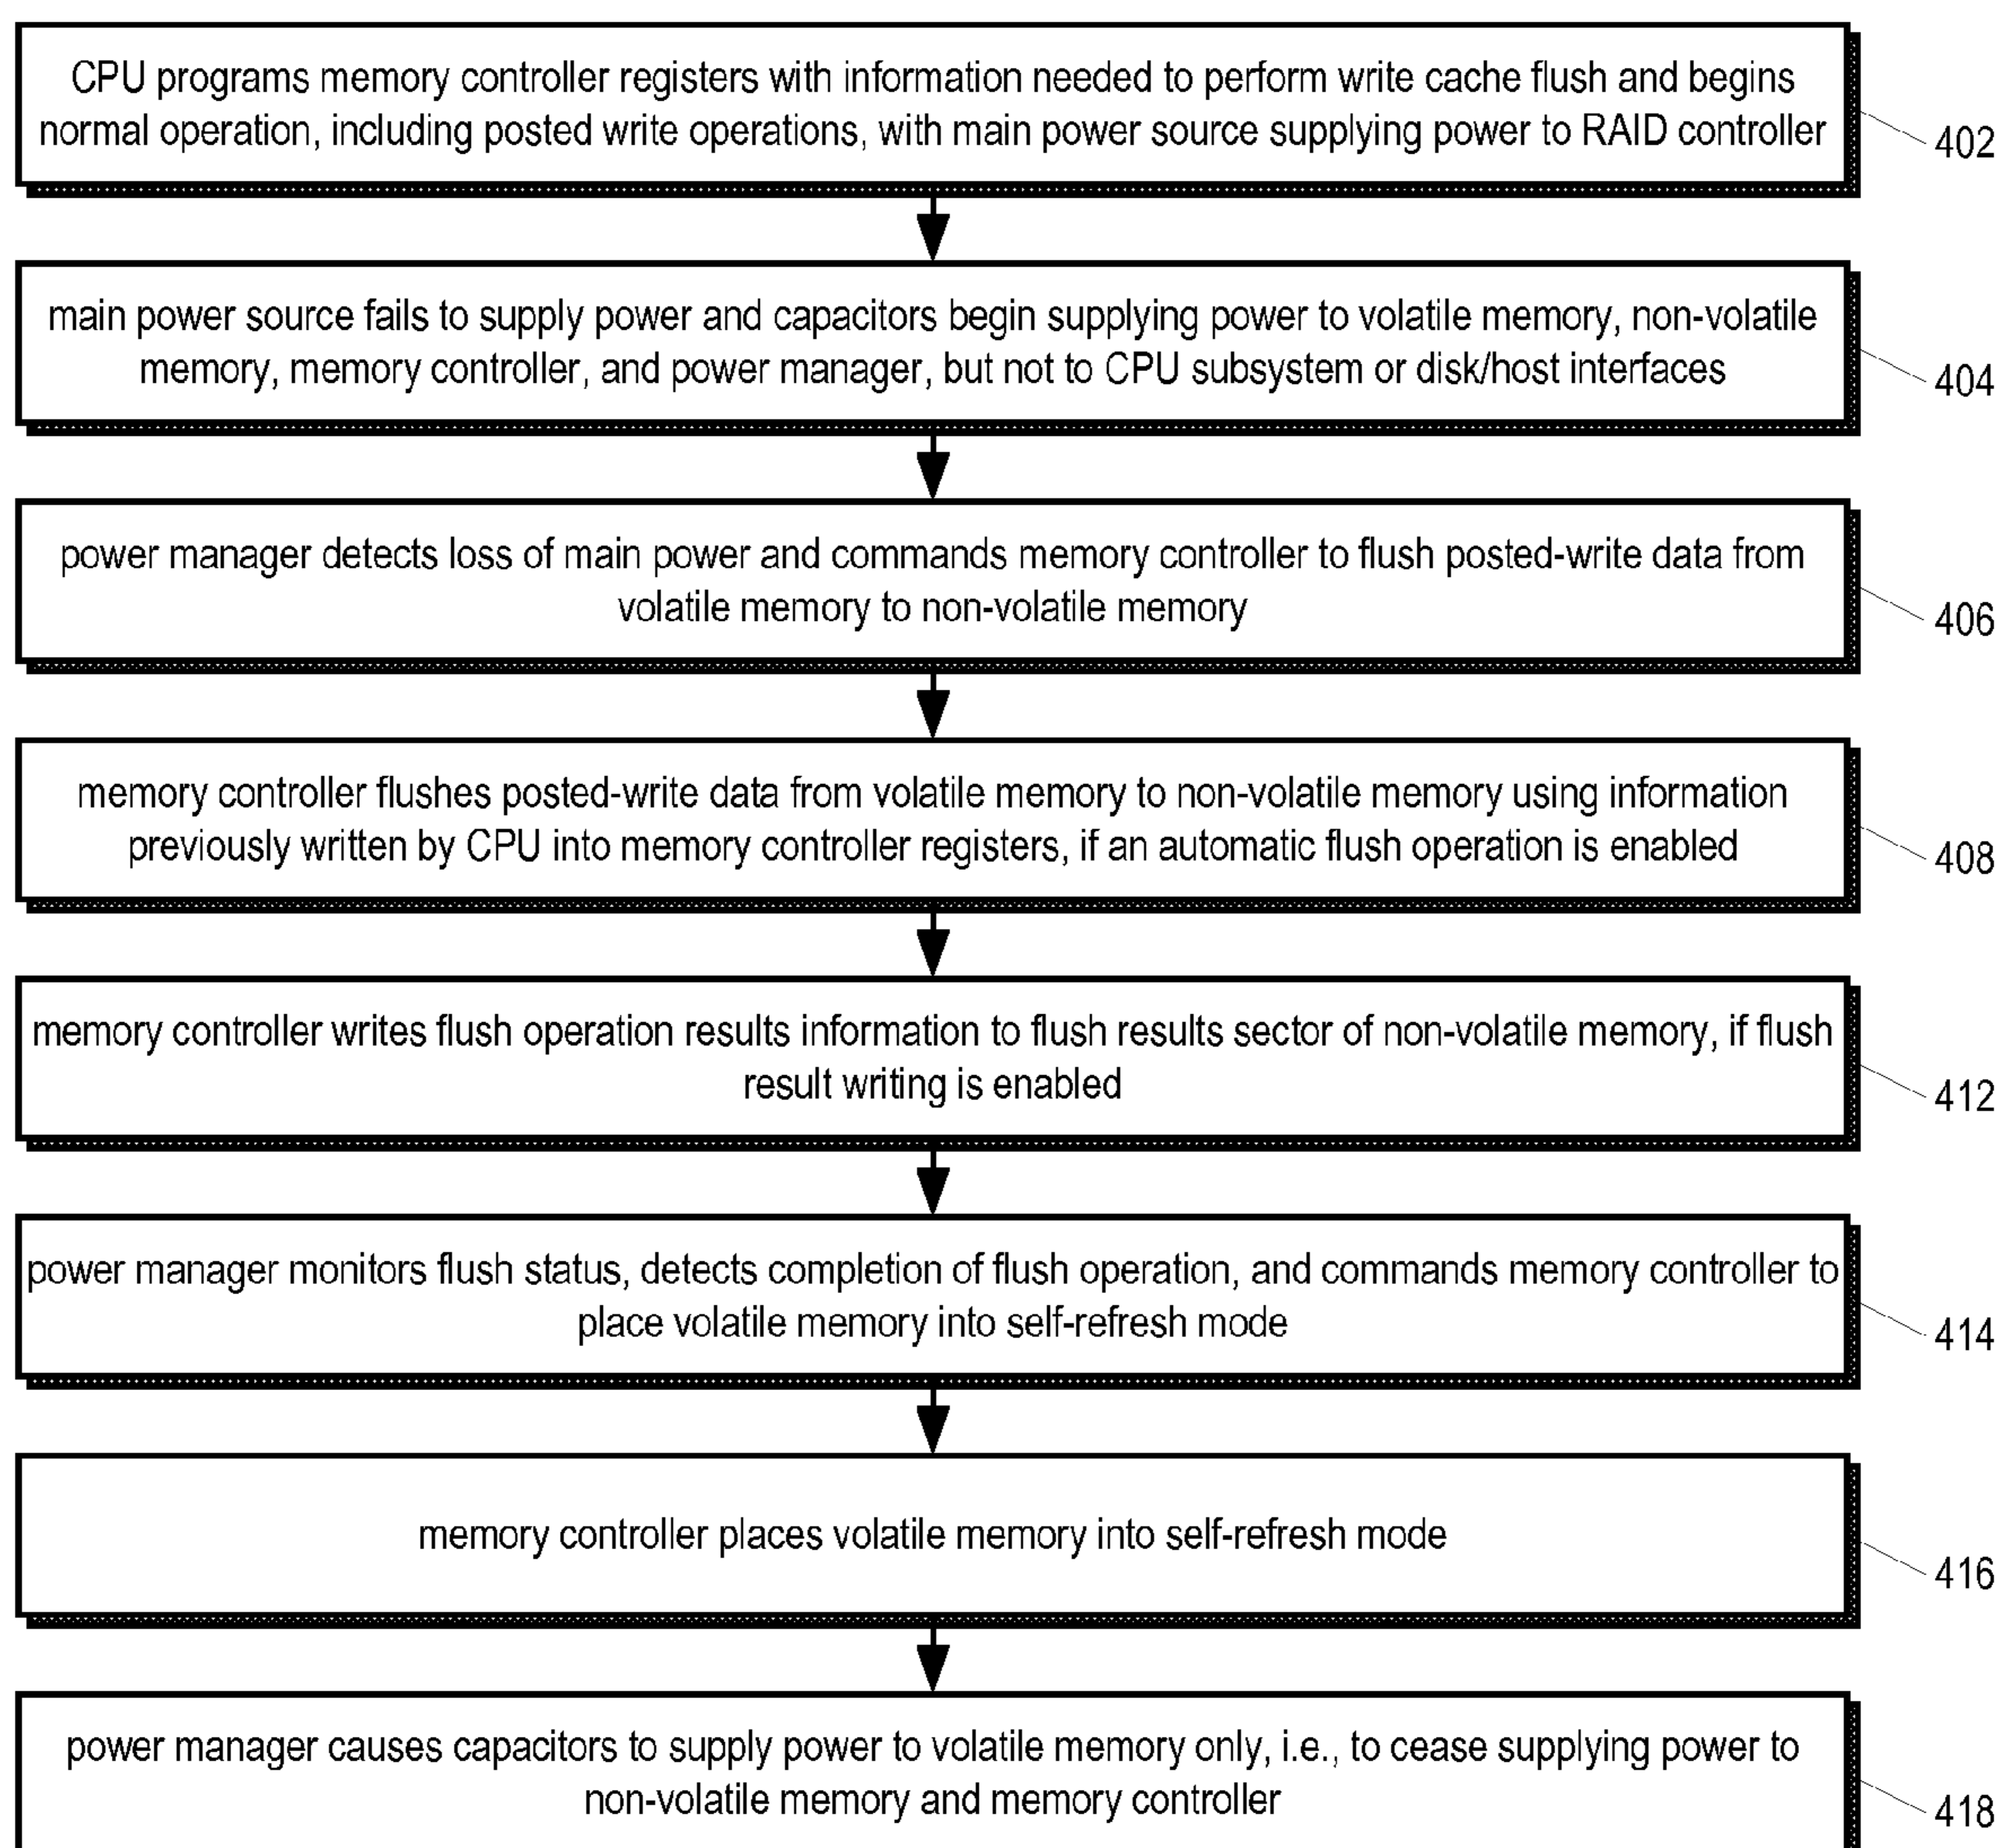 CPU programs memory controller registers with information needed to perform write cache flush and begins
normal operation, including posted write operations, with main power source supplying power to RAID controller
402
main power source fails to supply power and capacitors begin supplying power to volatile memory, non-volatile
memory, memory controller, and power manager, but not to CPU subsystem or disk/host interfaces
404
power manager detects loss of main power and commands memory controller to flush posted-write data from
volatile memory to non-volatile memory
406
memory controller flushes posted-write data from volatile memory to non-volatile memory using information
previously written by CPU into memory controller registers, if an automatic flush operation is enabled
408
memory controller writes flush operation results information to flush results sector of non-volatile memory, if flush
result writing is enabled
412
power manager monitors flush status, detects completion of flush operation, and commands memory controller to
place volatile memory into self-refresh mode
414
memory controller places volatile memory into self-refresh mode
416
power manager causes capacitors to supply power to volatile memory only, i.e., to cease supplying power to
non-volatile memory and memory controller
418